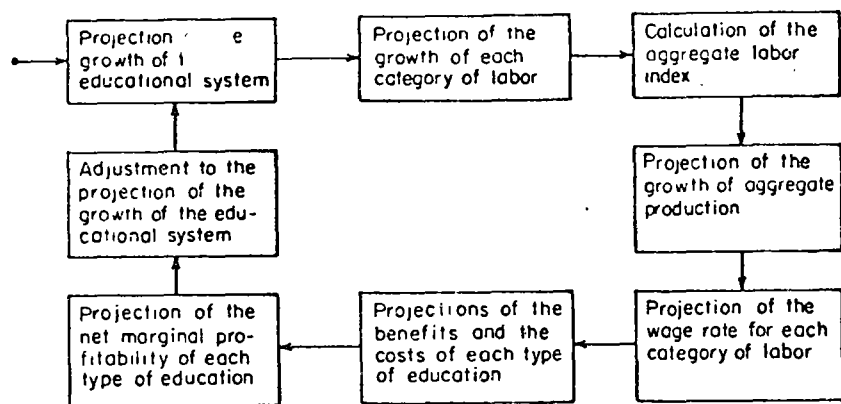 Projection e
growth of
educational system
Projection of the
growth of each
category of labor
Calculation of the
aggregate labor
index
Projection of the
growth of aggregate
production
Projection of the
wage rate for each
category of labor
Projections of the
benefits and the
costs of each type
of education
Projection of the
net marginal pro-
fitability of each
type of education
Adjustment to the
projection of the
growth of the edu-
cational system